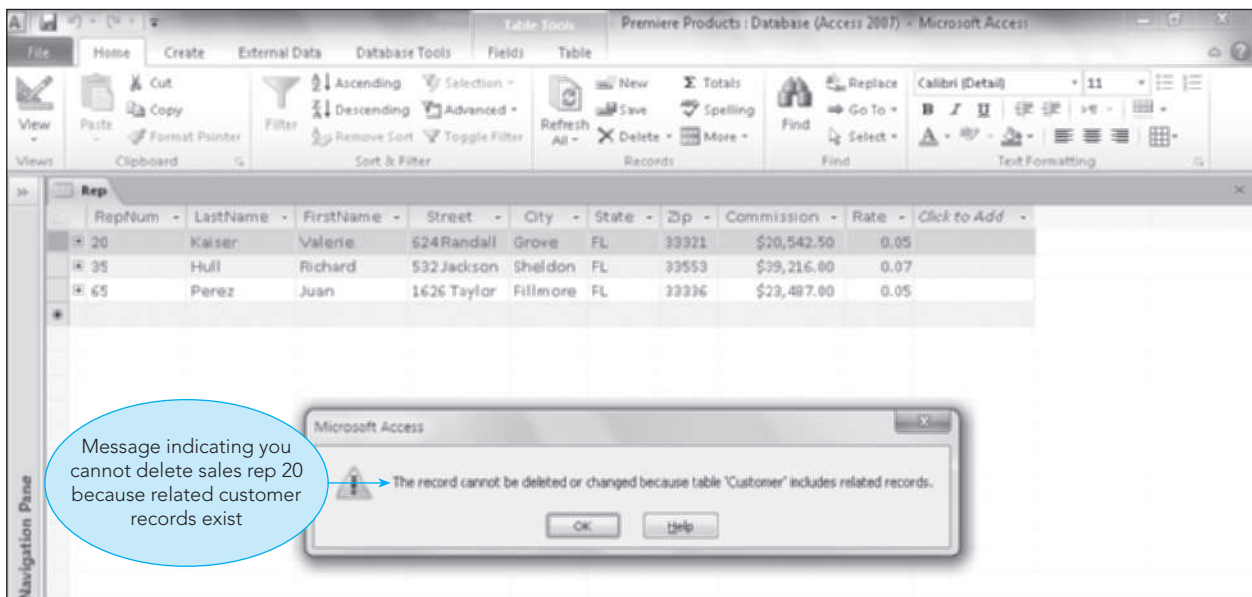 Table Tools
Premiere Products : Database (Access 2007) - Microsoft Access
File Home Create External Data Database Tools Fields Table
View
Views
Paste
Cut
Copy
Format Painter
Clipboard
Filter
Ascending
Descending
Remove Sort
Selection
Advanced
Toggle Filter
Sort & Filter
Refresh All
New
Save
Delete
Totals
Spelling
More
Records
Find
Replace
Go To
Select
Find
Calibri (Detail) 11
B I U
A
Text Formatting
Rep
RepNum LastName FirstName Street City State Zip Commission Rate Click to Add
20 Kaiser Valerie 624 Randall Grove FL 33321 $20,542.50 0.05
35 Hull Richard 532 Jackson Sheldon FL 33553 $39,216.00 0.07
65 Perez Juan 1626 Taylor Fillmore FL 33336 $23,487.00 0.05
Navigation Pane
Message indicating you
cannot delete sales rep 20
because related customer
records exist
Microsoft Access
The record cannot be deleted or changed because table 'Customer' includes related records.
OK Help